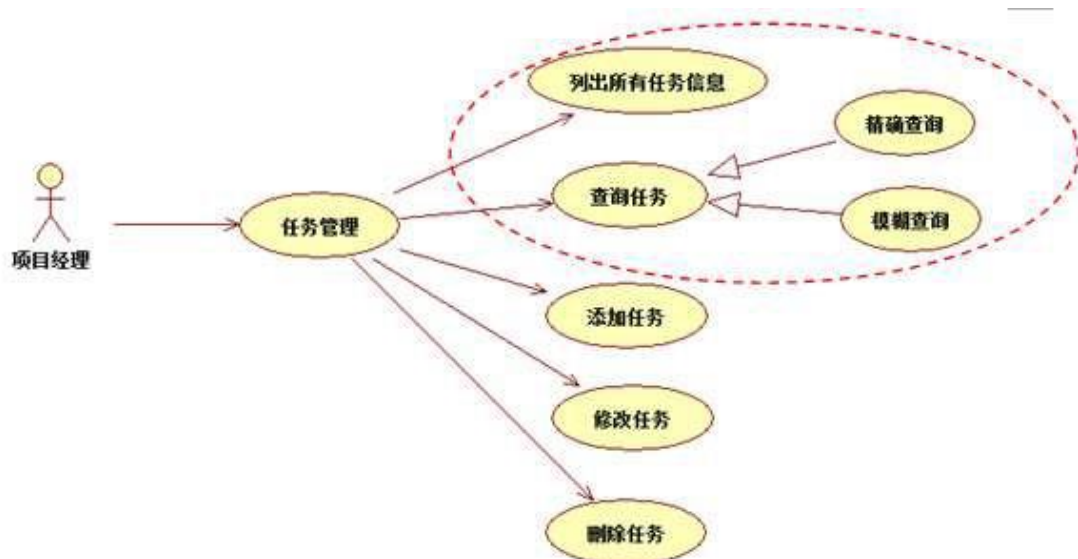 列出所有任务信息
精确查询
查询任务
模糊查询
任务管理
项目经理
添加任务
修改任务
删除任务